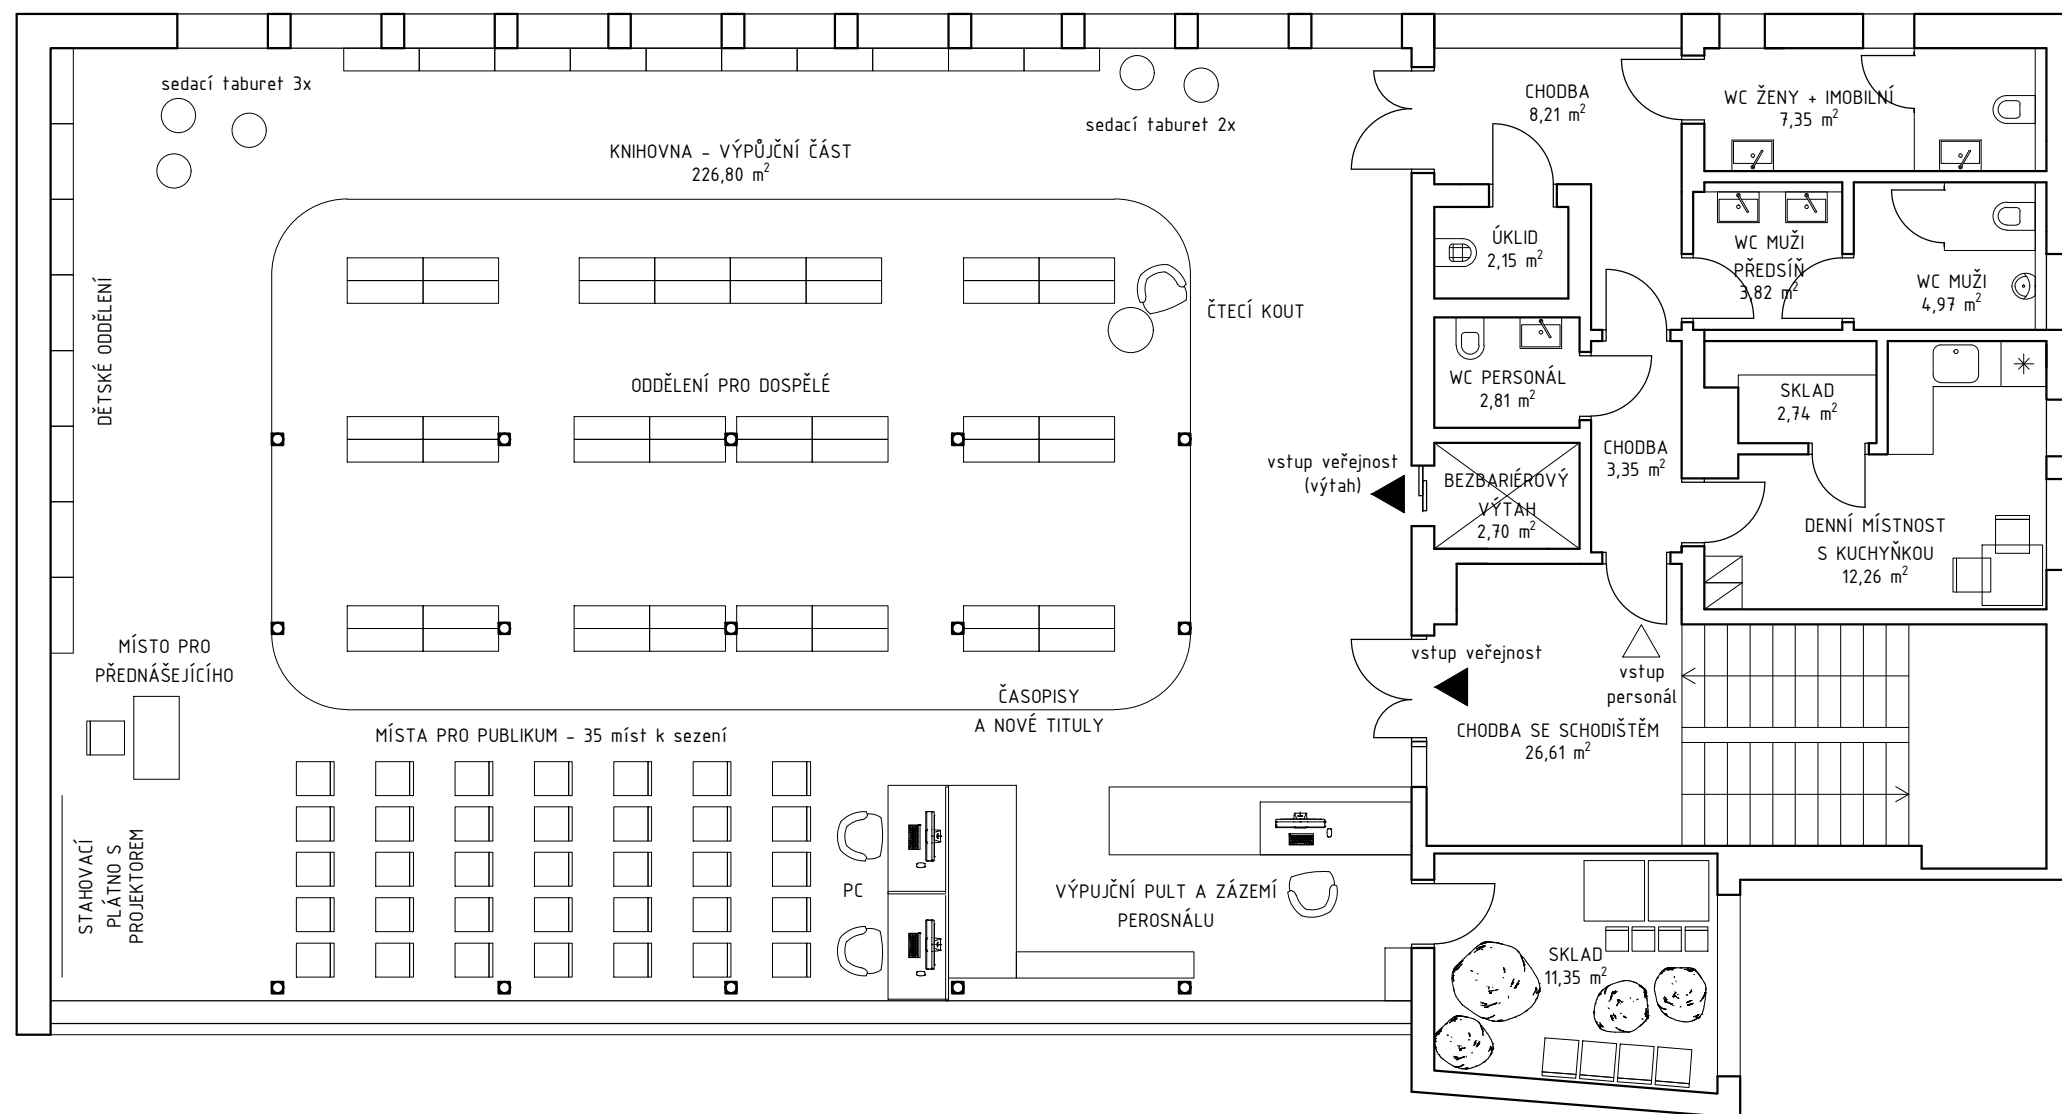 sedací taburet 3x
KNIHOVNA - VÝPŮJČNÍ ČÁST
226,80 m²
sedací taburet 2x
CHODBA
8,21 m²
WC ŽENY + IMOBILNÍ
7,35 m²
ÚKLID
2,15 m²
WC MUŽI
PŘEDSÍŇ
3,82 m²
WC MUŽI
4,97 m²
DĚTSKÉ ODDĚLENÍ
ČTECÍ KOUT
ODDĚLENÍ PRO DOSPĚLÉ
WC PERSONÁL
2,81 m²
SKLAD
2,74 m²
CHODBA
3,35 m²
vstup veřejnost
(výtah)
BEZBARIÉROVÝ
VÝTAH
2,70 m²
DENNÍ MÍSTNOST
S KUCHYŇKOU
12,26 m²
MÍSTO PRO
PŘEDNÁŠEJÍCÍHO
vstup veřejnost
vstup
personál
ČASOPISY
A NOVÉ TITULY
MÍSTA PRO PUBLIKUM - 35 míst k sezení
CHODBA SE SCHODIŠTĚM
26,61 m²
STAHOVACÍ
PLÁTNO S
PROJEKTOREM
PC
VÝPUJČNÍ PULT A ZÁZEMÍ
PEROSNÁLU
SKLAD
11,35 m²